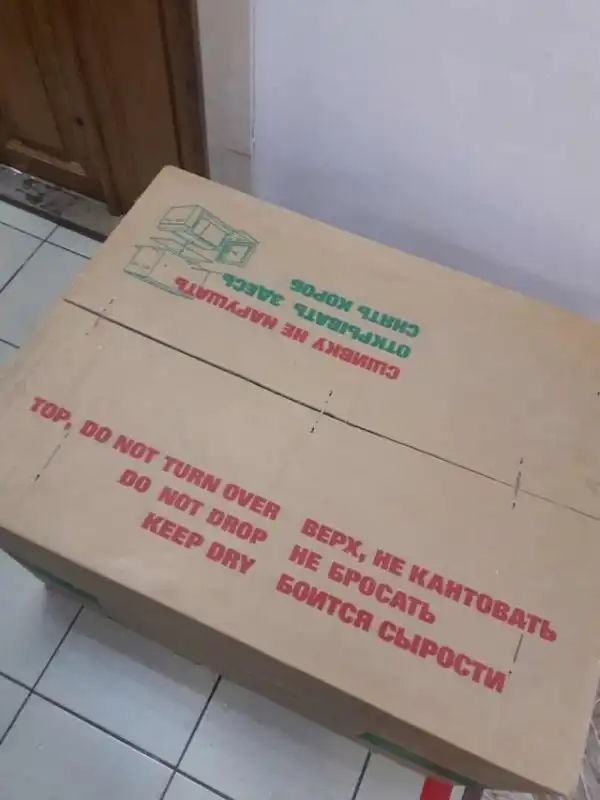 TOP, DO NOT TURN OVER ВЕРХ, НЕ КАНТОВАТЬ
DO NOT DROP НЕ БРОСАТЬ
KEEP DRY БОИТСЯ СЫРОСТИ
СШИВКУ НЕ НАРУШАТЬ
ОТКРЫВАТЬ ЗДЕСЬ
СНЯТЬ КОРОБ